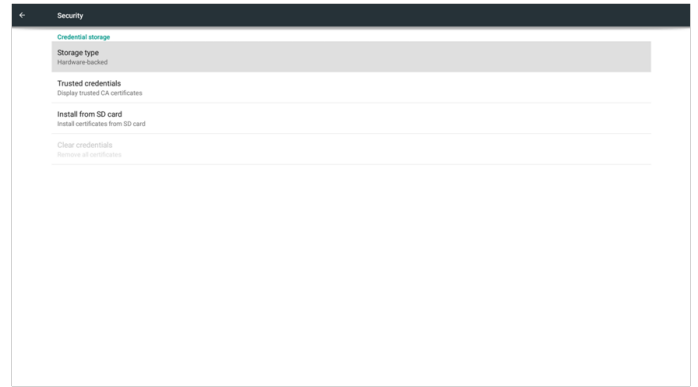 Security
Credential storage
Storage type
Hardware-backed
Trusted credentials
Display trusted CA certificates
Install from SD card
Install certificates from SD card
Clear credentials
Remove all certificates